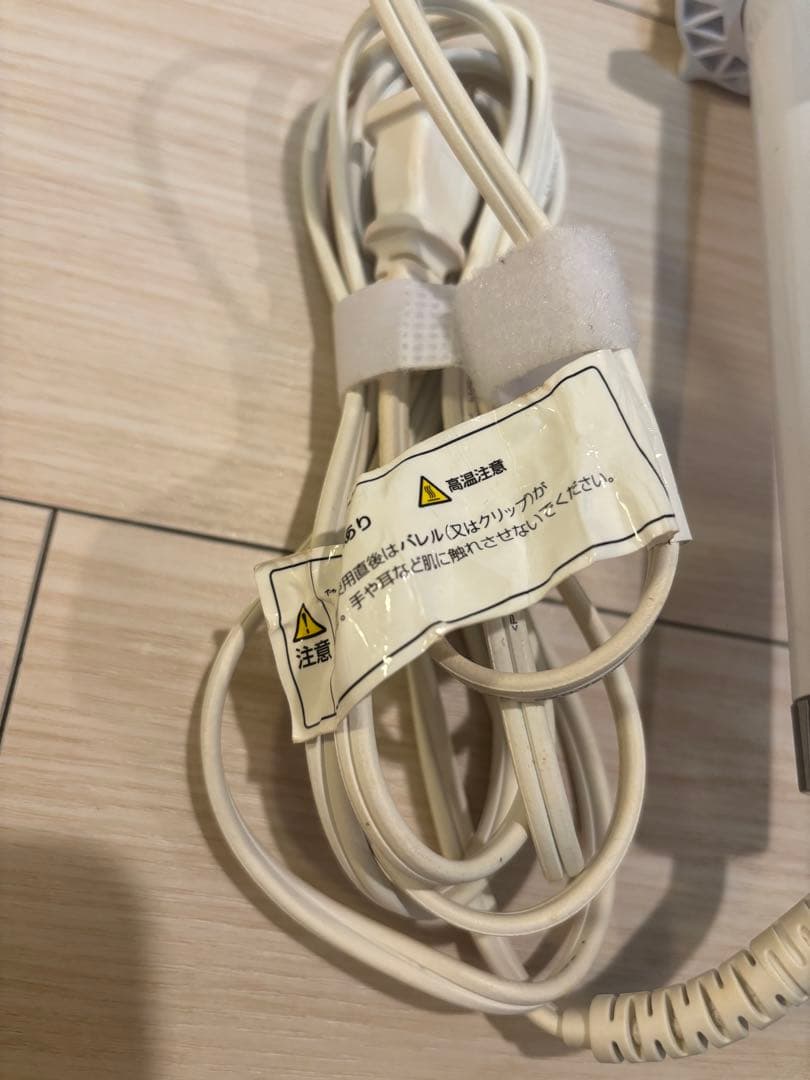 高温注意
あり
用直後はバレル(又はクリップ)が
。手や耳など肌に触れさせないでください。
注意